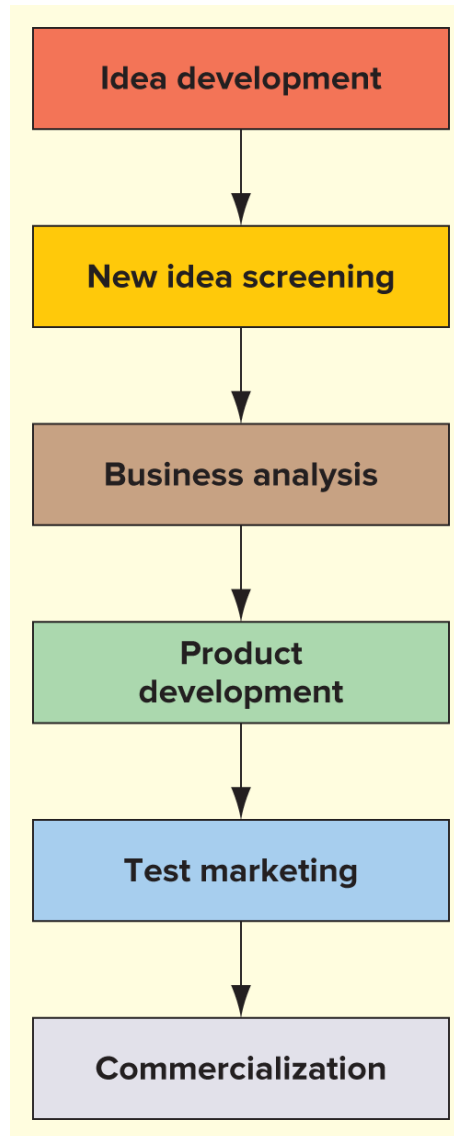 Idea development
New idea screening
Business analysis
Product
development
Test marketing
Commercialization